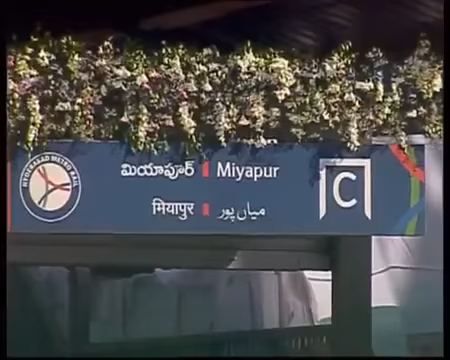 HYDERABAD METRO RAIL
మియాపూర్ Miyapur
मियापुर میاں پور
C